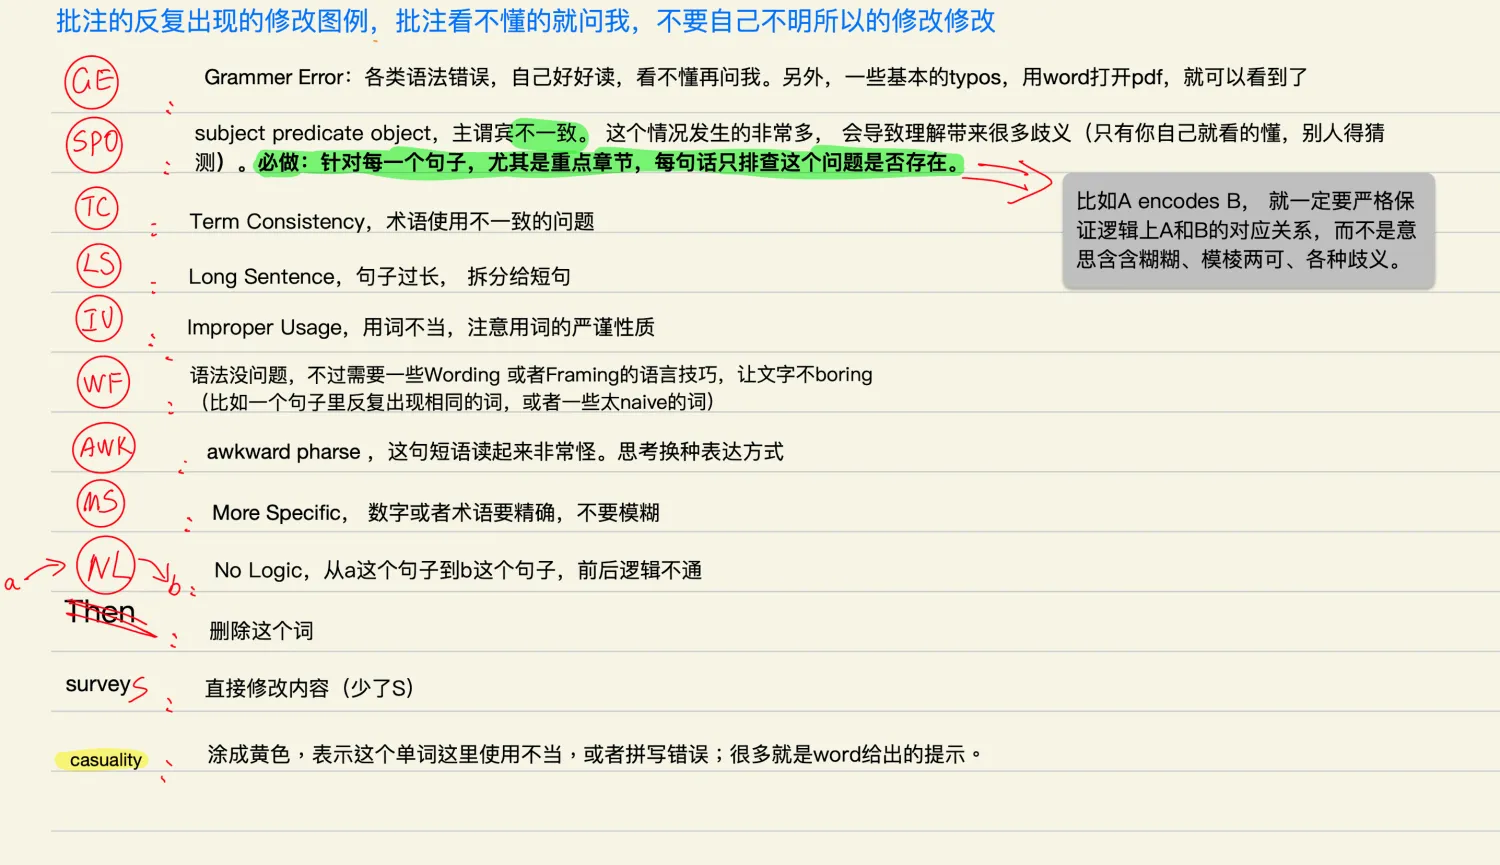 批注的反复出现的修改图例，批注看不懂的就问我，不要自己不明所以的修改修改
GE : Grammer Error：各类语法错误，自己好好读，看不懂再问我。另外，一些基本的typos，用word打开pdf，就可以看到了
SPO : subject predicate object，主谓宾不一致。 这个情况发生的非常多， 会导致理解带来很多歧义（只有你自己就看的懂，别人得猜
测）。必做：针对每一个句子，尤其是重点章节，每句话只排查这个问题是否存在。
比如A encodes B， 就一定要严格保
证逻辑上A和B的对应关系，而不是意
思含含糊糊、模棱两可、各种歧义。
TC : Term Consistency，术语使用不一致的问题
LS : Long Sentence，句子过长， 拆分给短句
IU : Improper Usage，用词不当，注意用词的严谨性质
WF : 语法没问题，不过需要一些Wording 或者Framing的语言技巧，让文字不boring
（比如一个句子里反复出现相同的词，或者一些太naive的词）
AWK : awkward pharse ，这句短语读起来非常怪。思考换种表达方式
MS : More Specific， 数字或者术语要精确，不要模糊
a NL b : No Logic，从a这个句子到b这个句子，前后逻辑不通
Then : 删除这个词
surveys : 直接修改内容（少了S）
casuality : 涂成黄色，表示这个单词这里使用不当，或者拼写错误；很多就是word给出的提示。